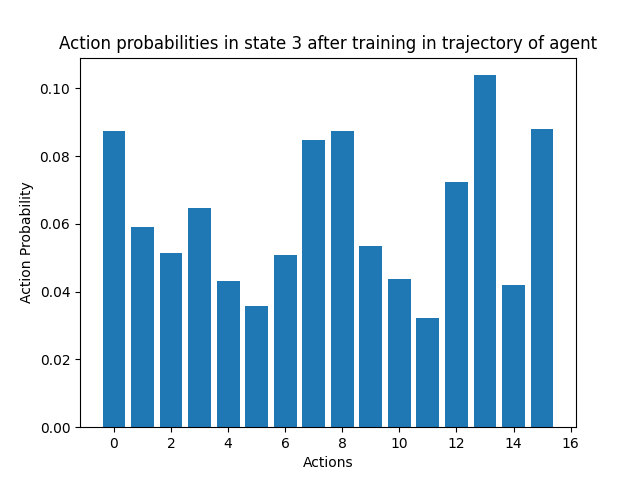 Action probabilities in state 3 after training in trajectory of agent
0.10
0.08
0.06
0.04
0.02
0.00
Action Probability
0 2 4 6 8 10 12 14 16
Actions